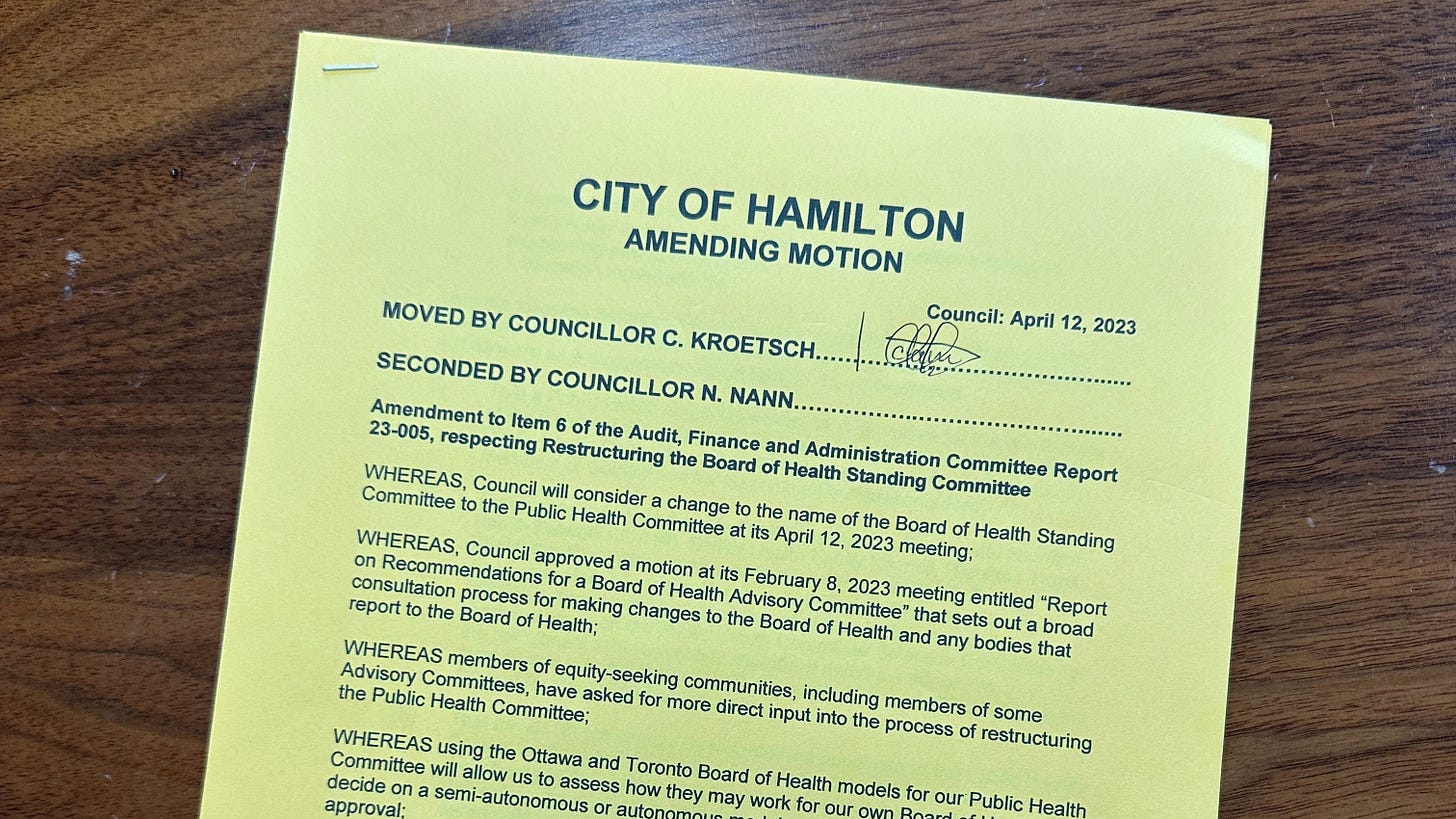 CITY OF HAMILTON
AMENDING MOTION
Council: April 12, 2023
MOVED BY COUNCILLOR C. KROETSCH
SECONDED BY COUNCILLOR N. NANN
Amendment to Item 6 of the Audit, Finance and Administration Committee Report
23-005, respecting Restructuring the Board of Health Standing Committee
WHEREAS, Council will consider a change to the name of the Board of Health Standing
Committee to the Public Health Committee at its April 12, 2023 meeting;
WHEREAS, Council approved a motion at its February 8, 2023 meeting entitled “Report
on Recommendations for a Board of Health Advisory Committee” that sets out a broad
consultation process for making changes to the Board of Health and any bodies that
report to the Board of Health;
WHEREAS members of equity-seeking communities, including members of some
Advisory Committees, have asked for more direct input into the process of restructuring
the Public Health Committee;
WHEREAS using the Ottawa and Toronto Board of Health models for our Public Health
Committee will allow us to assess how they may work for our own Board of
decide on a semi-autonomous or autonomous
approval;